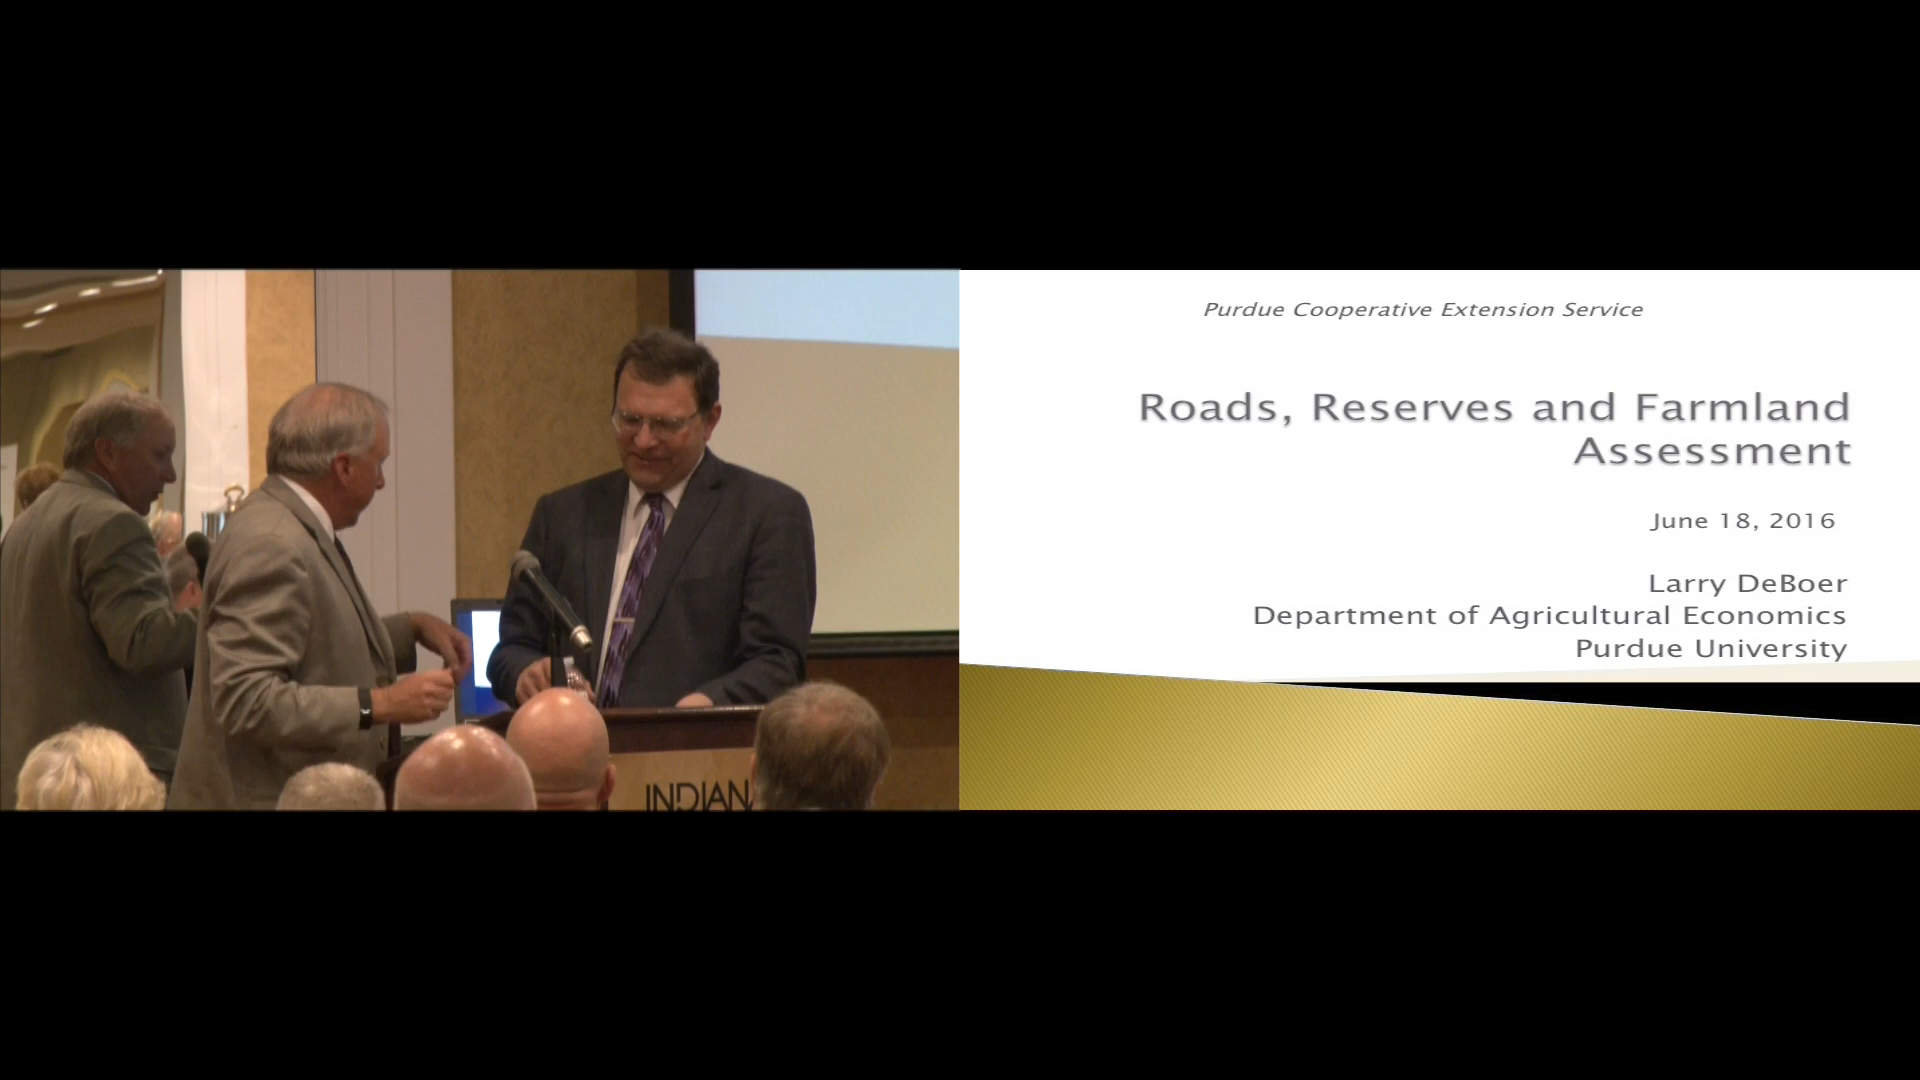 Purdue Cooperative Extension Service
Roads, Reserves and Farmland
Assessment
June 18, 2016
Larry DeBoer
Department of Agricultural Economics
Purdue University
INDIAN